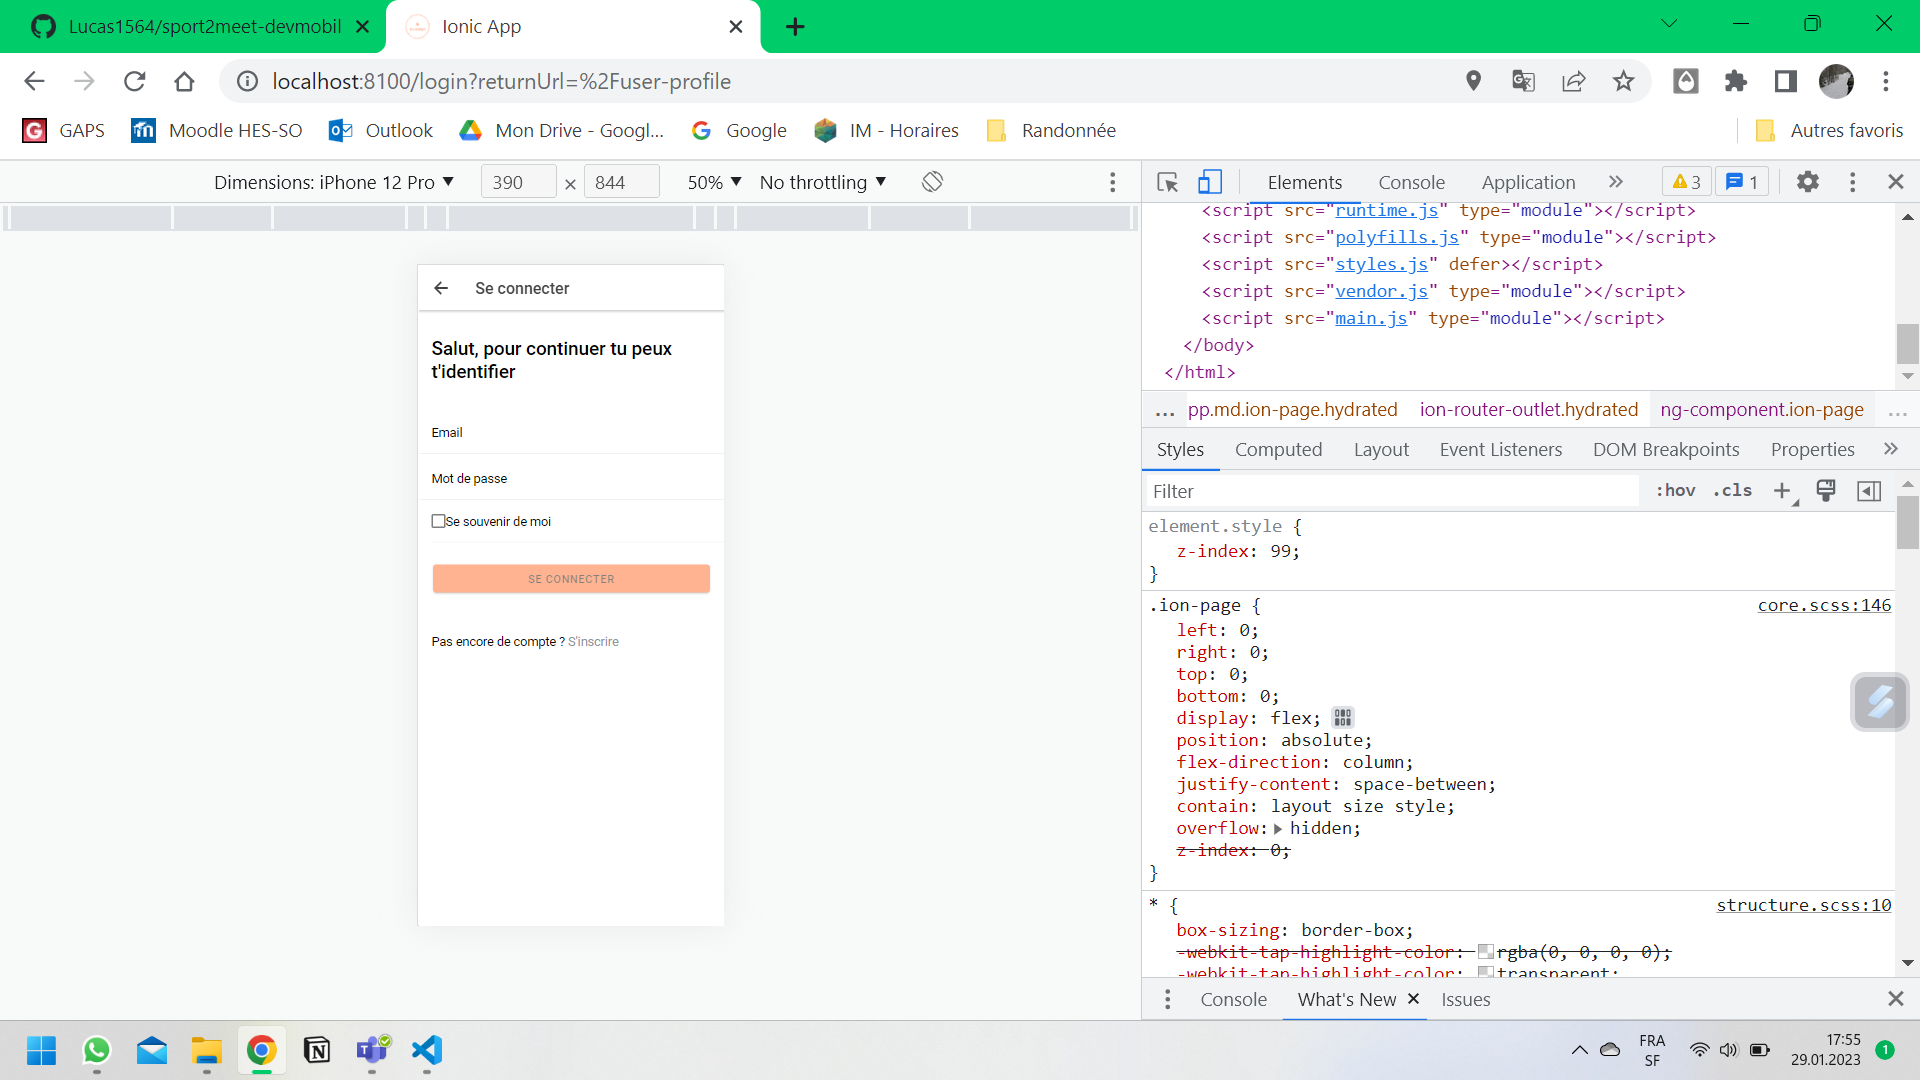 Lucas1564/sport2meet-devmobil
Ionic App
localhost:8100/login?returnUrl=%2Fuser-profile
GAPS
Moodle HES-SO
Outlook
Mon Drive - Googl...
Google
IM - Horaires
Randonnée
Autres favoris
Dimensions: iPhone 12 Pro
390 × 844
50%
No throttling
Elements
Console
Application
3
1
<script src="runtime.js" type="module"></script>
<script src="polyfills.js" type="module"></script>
<script src="styles.js" defer></script>
<script src="vendor.js" type="module"></script>
<script src="main.js" type="module"></script>
</body>
</html>
... pp.md.ion-page.hydrated ion-router-outlet.hydrated ng-component.ion-page ...
Styles
Computed
Layout
Event Listeners
DOM Breakpoints
Properties
Filter
:hov .cls
element.style {
z-index: 99;
}
.ion-page { core.scss:146
left: 0;
right: 0;
top: 0;
bottom: 0;
display: flex;
position: absolute;
flex-direction: column;
justify-content: space-between;
contain: layout size style;
overflow: hidden;
z-index: 0;
}
* { structure.scss:10
box-sizing: border-box;
-webkit-tap-highlight-color: rgba(0, 0, 0, 0);
-webkit-tap-highlight-color: transparent;
Console
What's New
Issues
Se connecter
Salut, pour continuer tu peux
t'identifier
Email
Mot de passe
Se souvenir de moi
SE CONNECTER
Pas encore de compte ? S'inscrire
FRA
SF
17:55
29.01.2023
1